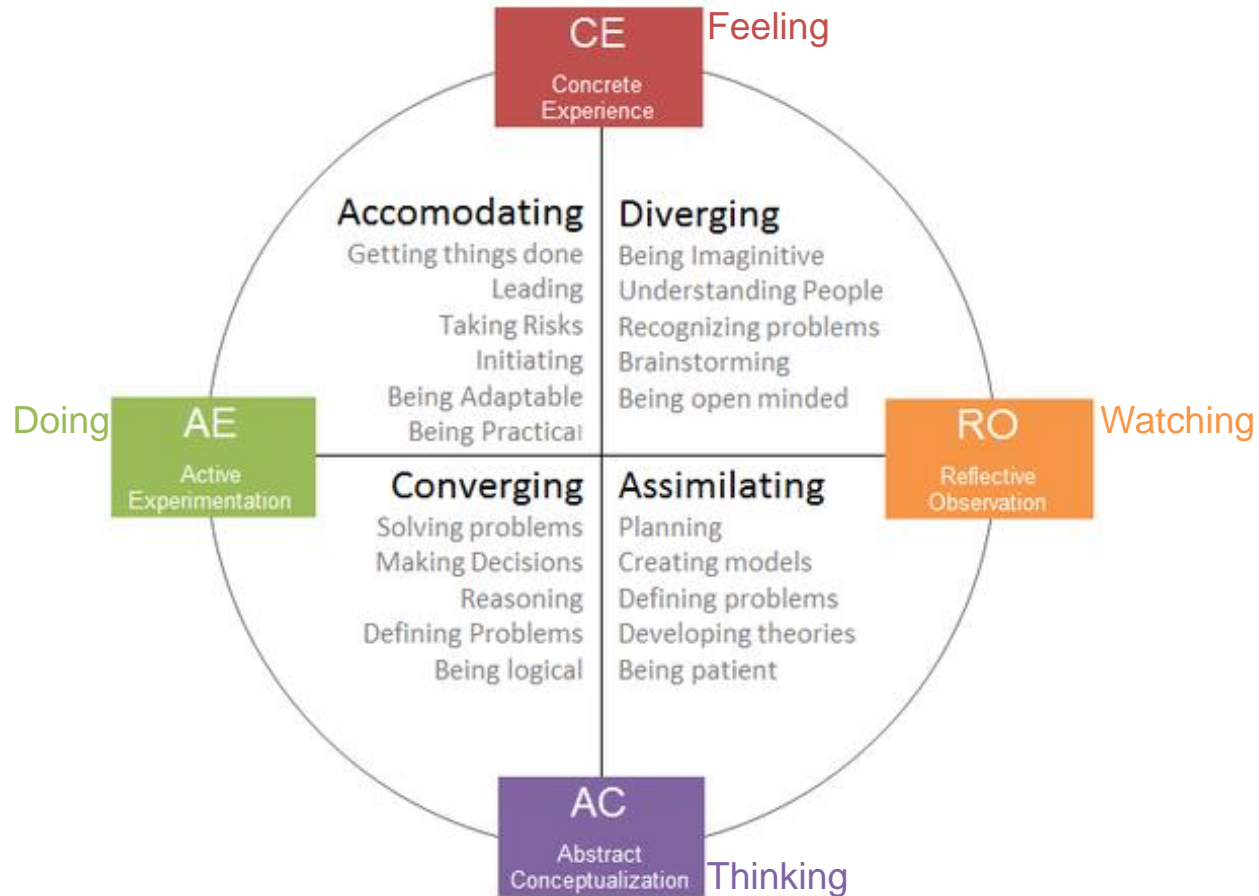 CE
Concrete
Experience
Feeling
Accomodating
Getting things done
Leading
Taking Risks
Initiating
Being Adaptable
Being Practical
Diverging
Being Imaginitive
Understanding People
Recognizing problems
Brainstorming
Being open minded
Doing
AE
Active
Experimentation
RO
Reflective
Observation
Watching
Converging
Solving problems
Making Decisions
Reasoning
Defining Problems
Being logical
Assimilating
Planning
Creating models
Defining problems
Developing theories
Being patient
AC
Abstract
Conceptualization
Thinking